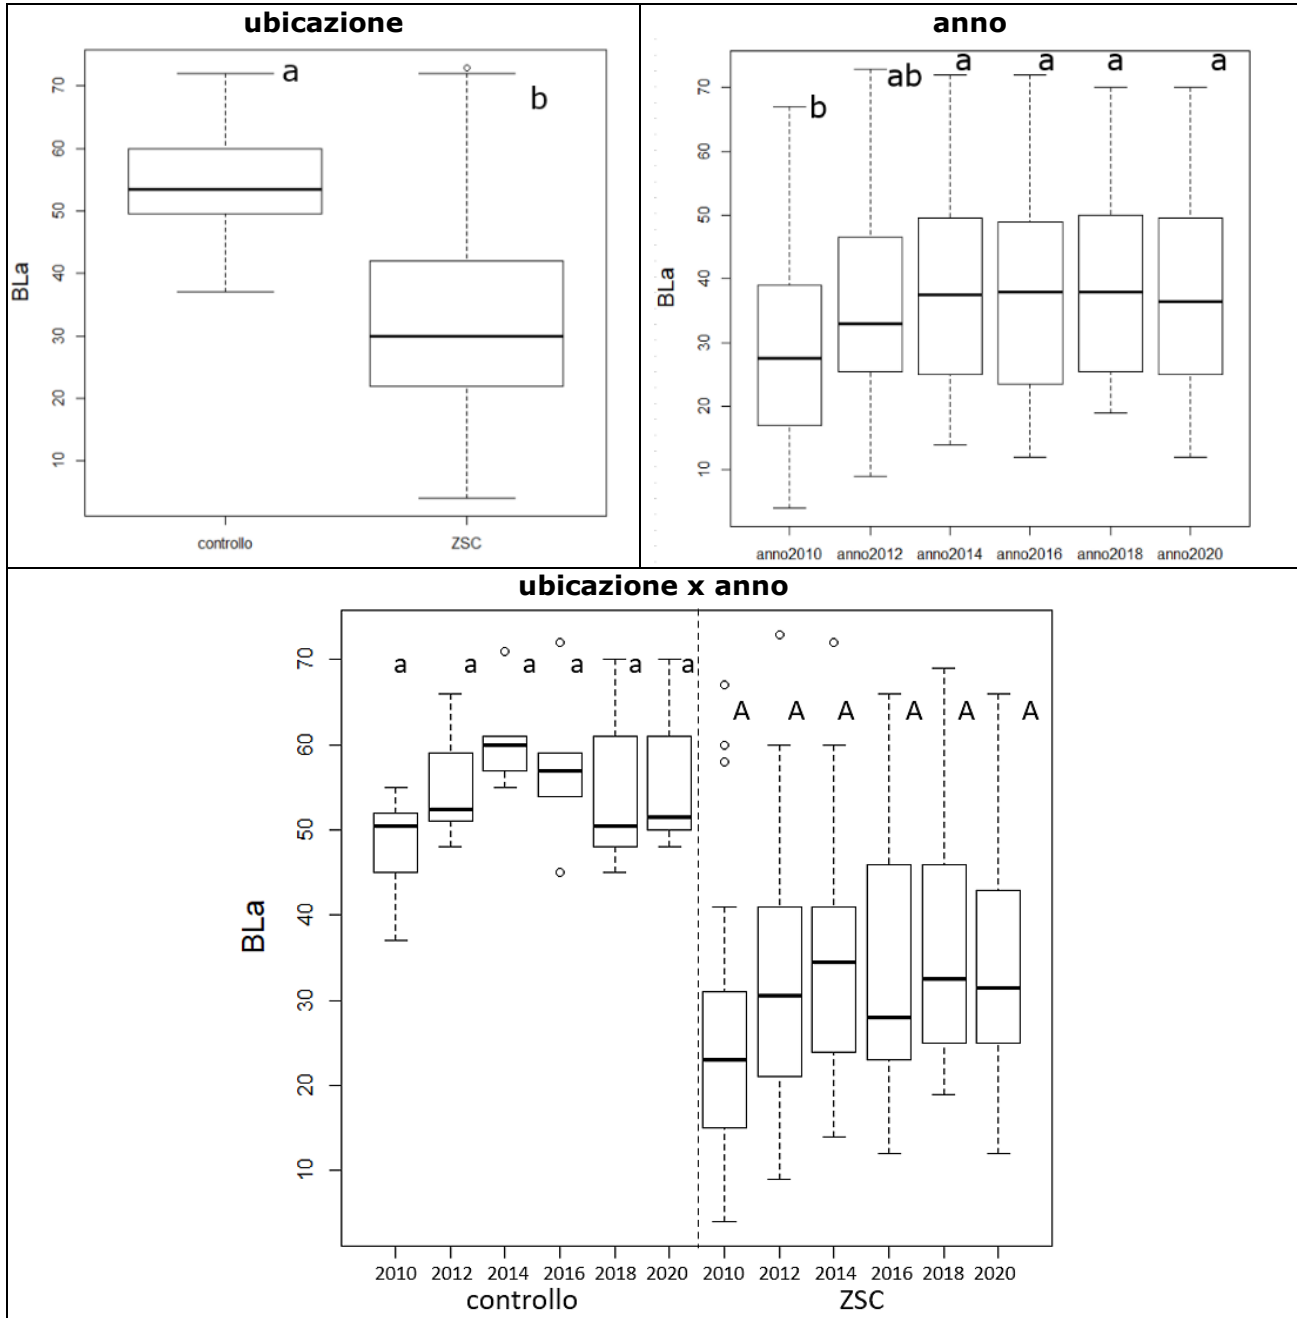 ubicazione
a
b
70
60
50
40
30
20
10
BLa
controllo
ZSC
anno
b
ab
a
a
a
a
70
60
50
40
30
20
10
BLa
anno2010 anno2012 anno2014 anno2016 anno2018 anno2020
ubicazione x anno
a a a a a a
A A A A A A
70
60
50
40
30
20
10
BLa
2010 2012 2014 2016 2018 2020 2010 2012 2014 2016 2018 2020
controllo ZSC